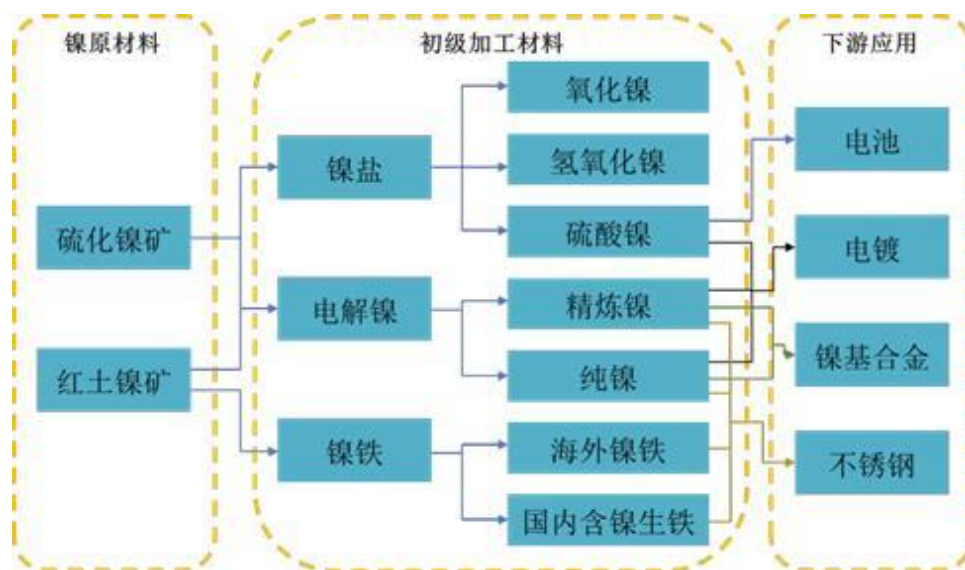 镍原材料
初级加工材料
下游应用
硫化镍矿
红土镍矿
镍盐
电解镍
镍铁
氧化镍
氢氧化镍
硫酸镍
精炼镍
纯镍
海外镍铁
国内含镍生铁
电池
电镀
镍基合金
不锈钢